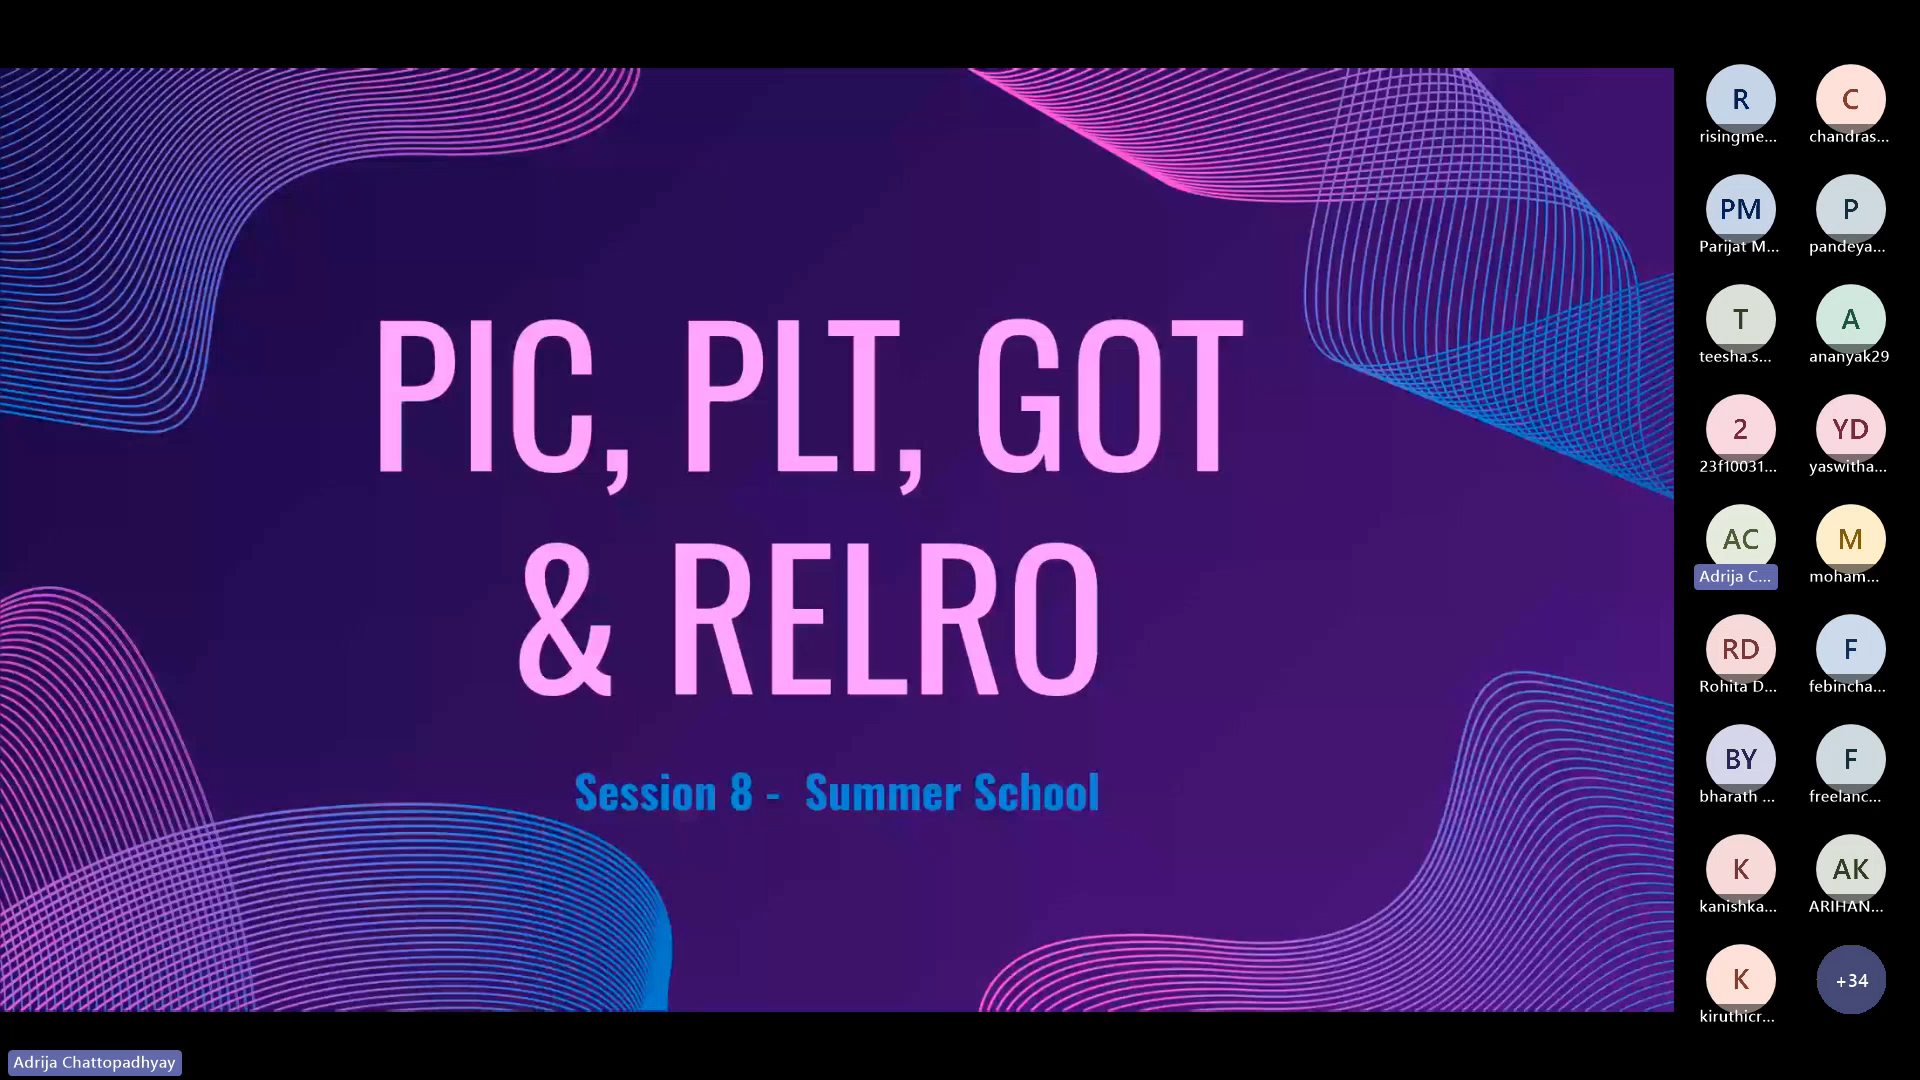 PIC, PLT, GOT
& RELRO
Session 8 - Summer School
R
risingme...
C
chandras...
PM
Parijat M...
P
pandeya...
T
teesha.s...
A
ananyak29
2
23f10031...
YD
yaswitha...
AC
Adrija C...
M
moham...
RD
Rohita D...
F
febincha...
BY
bharath ...
F
freelanc...
K
kanishka...
AK
ARIHAN...
K
kiruthicr...
+34
Adrija Chattopadhyay